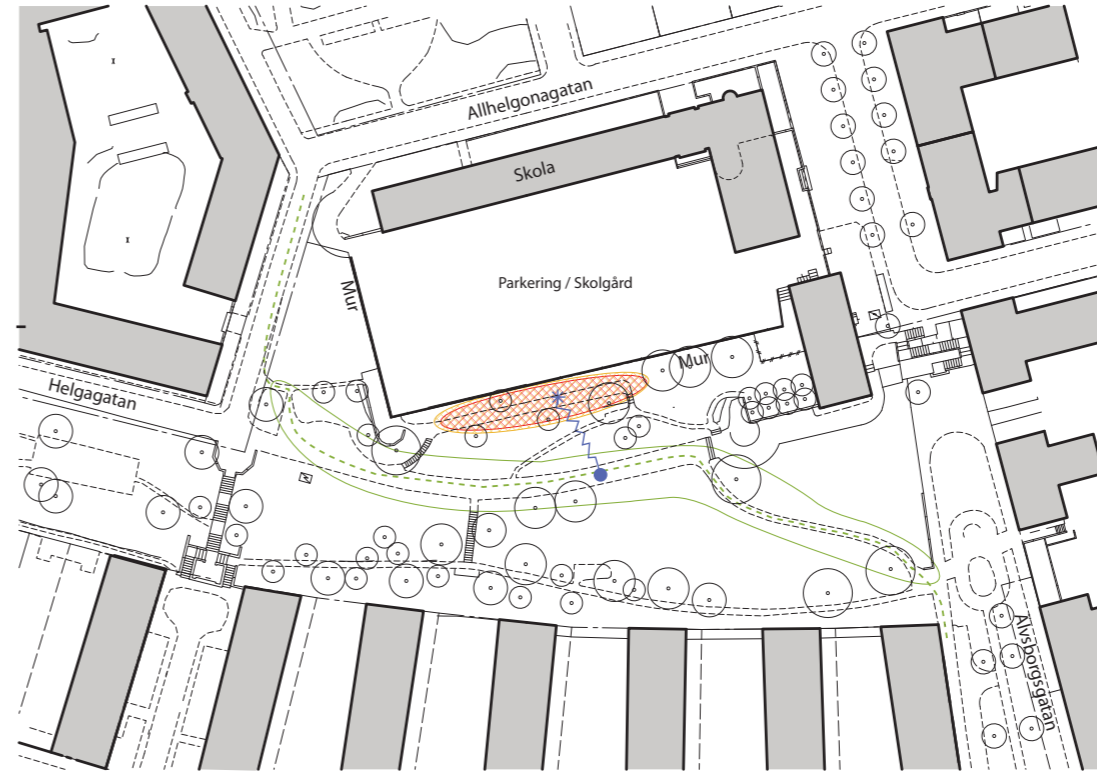 Allhelgonagatan
Skola
Parkering / Skolgård
Mur
Mur
Helgagatan
Älvsborgsgatan